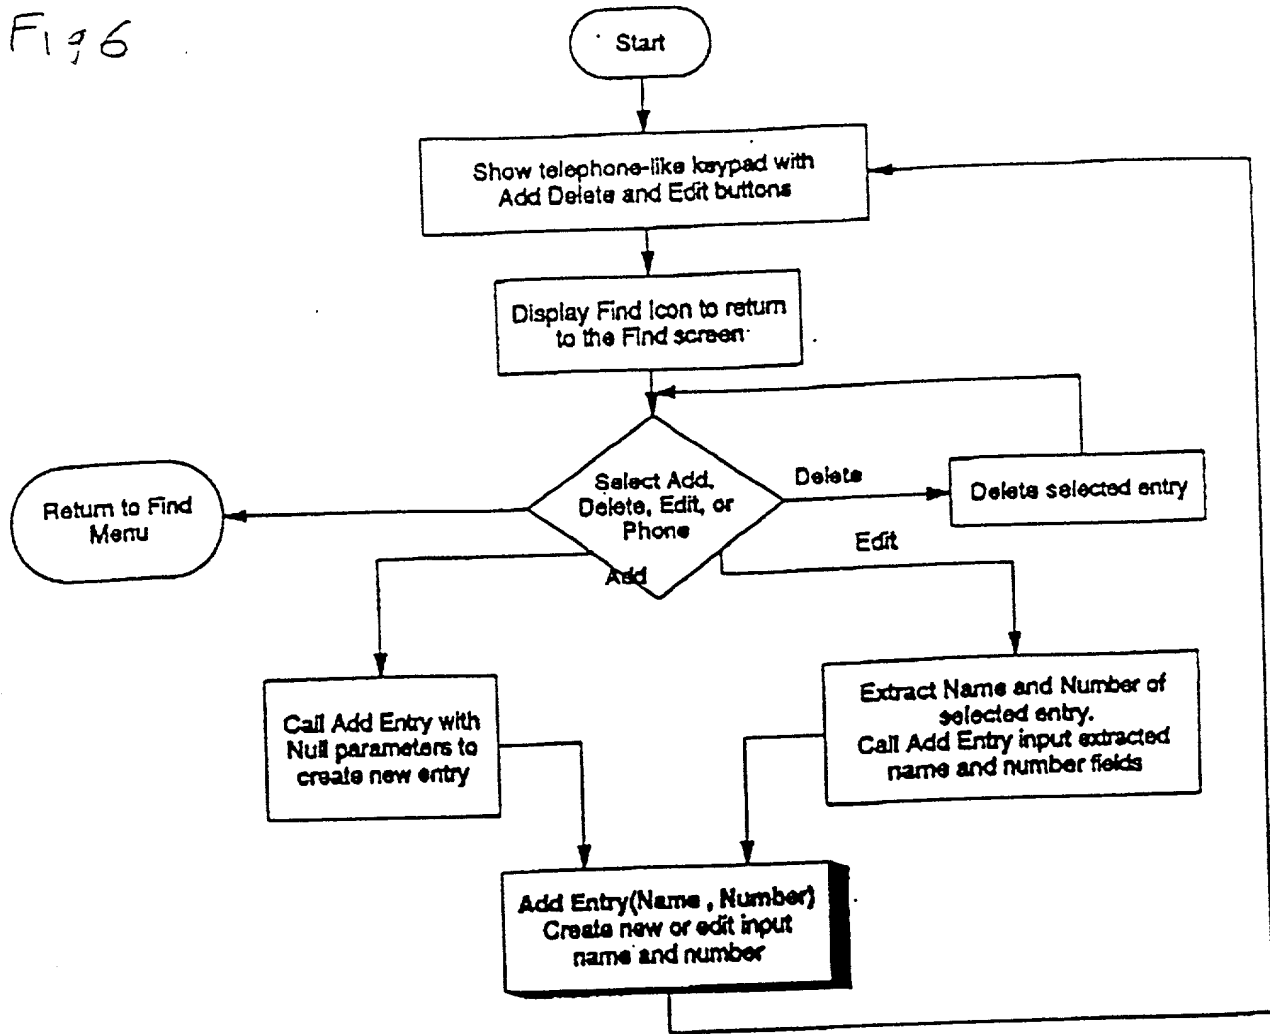 Fig 6
Start
Show telephone-like keypad with
Add Delete and Edit buttons
Display Find Icon to return
to the Find screen
Select Add,
Delete, Edit, or
Phone
Delete
Delete selected entry
Return to Find
Menu
Edit
Add
Call Add Entry with
Null parameters to
create new entry
Extract Name and Number of
selected entry.
Call Add Entry input extracted
name and number fields
Add Entry(Name , Number)
Create new or edit input
name and number